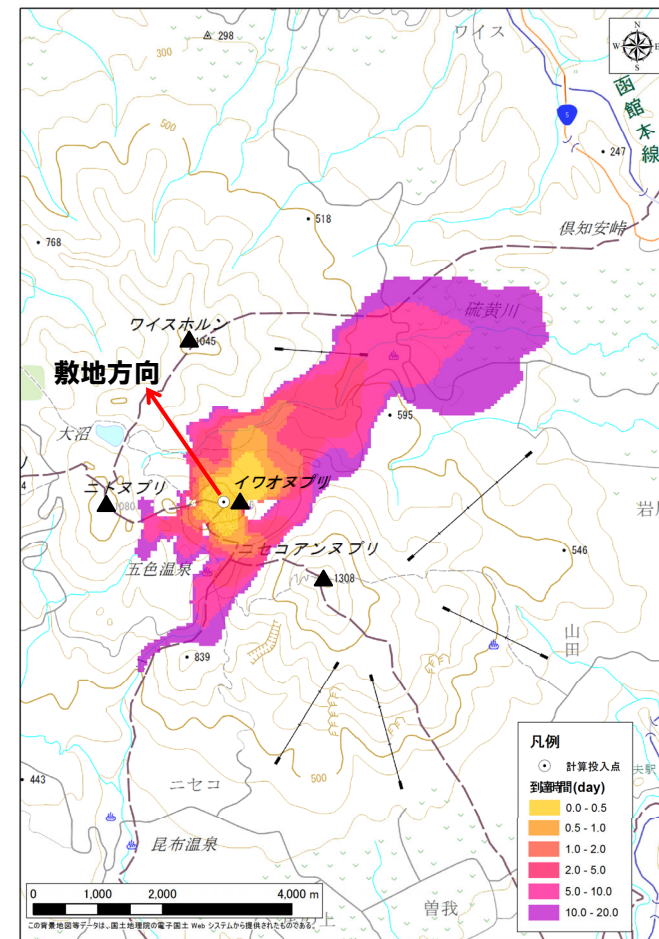 298
ワイス
N
W
E
S
300
函館本線
5
500
247
518
倶知安峠
768
硫黄川
ワイスホルン
1045
敷地方向
595
大沼
イワオヌプリ
ニトヌプリ
1080
岩川
ニセコアンヌプリ
546
五色温泉
1308
山田
839
凡例
計算投入点
夫駅
到達時間(day)
0.0 - 0.5
0.5 - 1.0
1.0 - 2.0
2.0 - 5.0
5.0 - 10.0
10.0 - 20.0
500
443
ニセコ
昆布温泉
0 1,000 2,000 4,000 m
曽我
この背景地図等データは、国土地理院の電子国土 Web システムから提供されたものである。